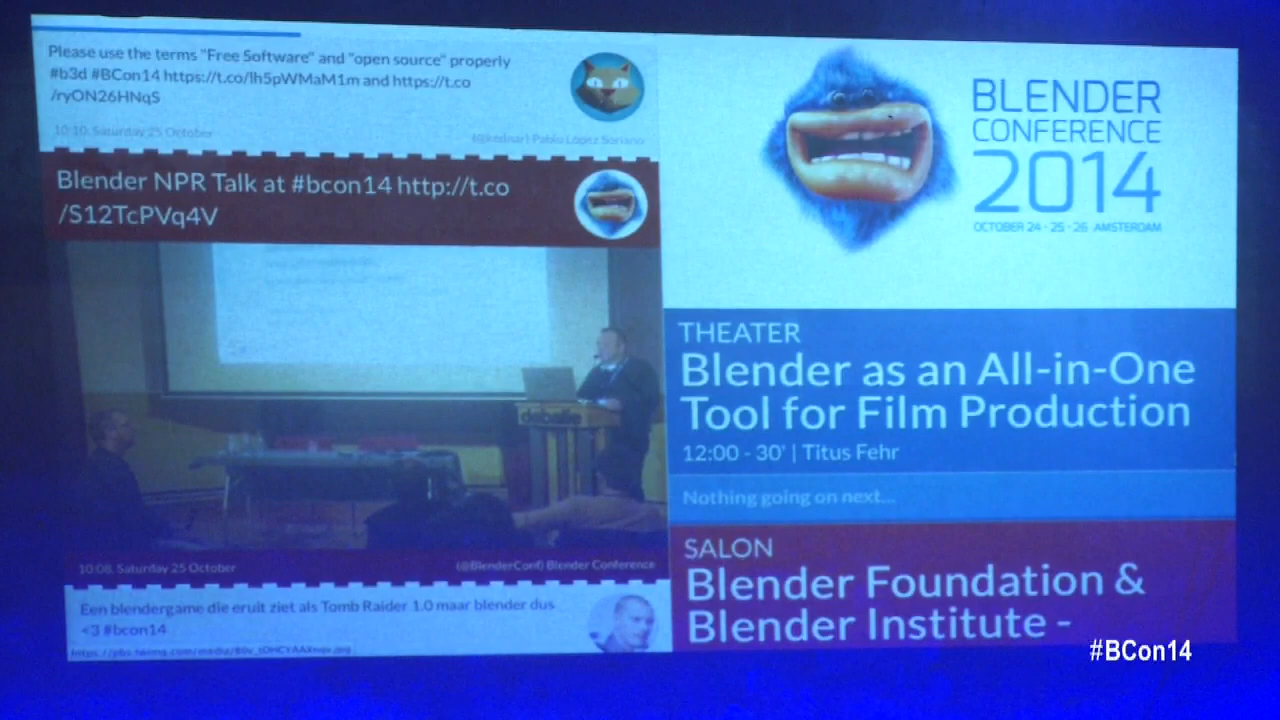 Please use the terms "Free Software" and "open source" properly
#b3d #BCon14 https://t.co/lh5pWMaM1m and https://t.co
/ryON26HNqS
10:10, Saturday 25 October
Pablo López Soriano
Blender NPR Talk at #bcon14 http://t.co
/S12TcPVq4V
debalie
10:08, Saturday 25 October
(@BlenderConf) Blender Conference
Een blendergame die eruit ziet als Tomb Raider 1.0 maar blender dus
<3 #bcon14
BLENDER
CONFERENCE
2014
OCTOBER 24 · 25 · 26 AMSTERDAM
THEATER
Blender as an All-in-One
Tool for Film Production
12:00 - 30' | Titus Fehr
Nothing going on next...
SALON
Blender Foundation &
Blender Institute -
#BCon14